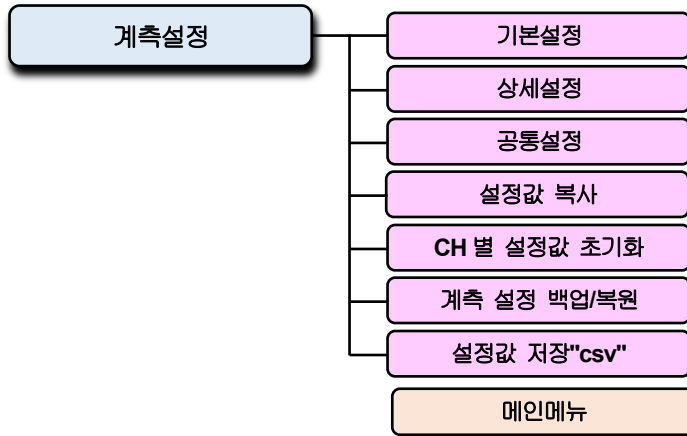 계측설정
기본설정
상세설정
공통설정
설정값 복사
CH 별 설정값 초기화
계측 설정 백업/복원
설정값 저장"csv"
메인메뉴